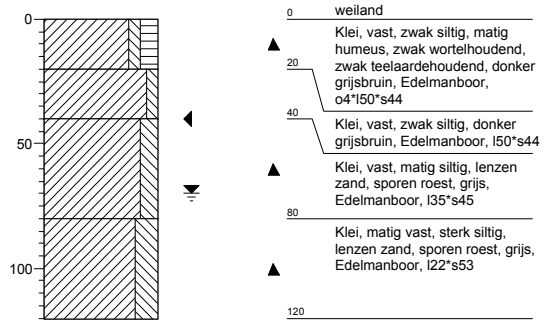 0
50
100
0
weiland
Klei, vast, zwak siltig, matig
humeus, zwak wortelhoudend,
zwak teelaardehoudend, donker
grijsbruin, Edelmanboor,
o4*l50*s44
20
Klei, vast, zwak siltig, donker
grijsbruin, Edelmanboor, l50*s44
40
Klei, vast, matig siltig, lenzen
zand, sporen roest, grijs,
Edelmanboor, l35*s45
80
Klei, matig vast, sterk siltig,
lenzen zand, sporen roest, grijs,
Edelmanboor, l22*s53
120